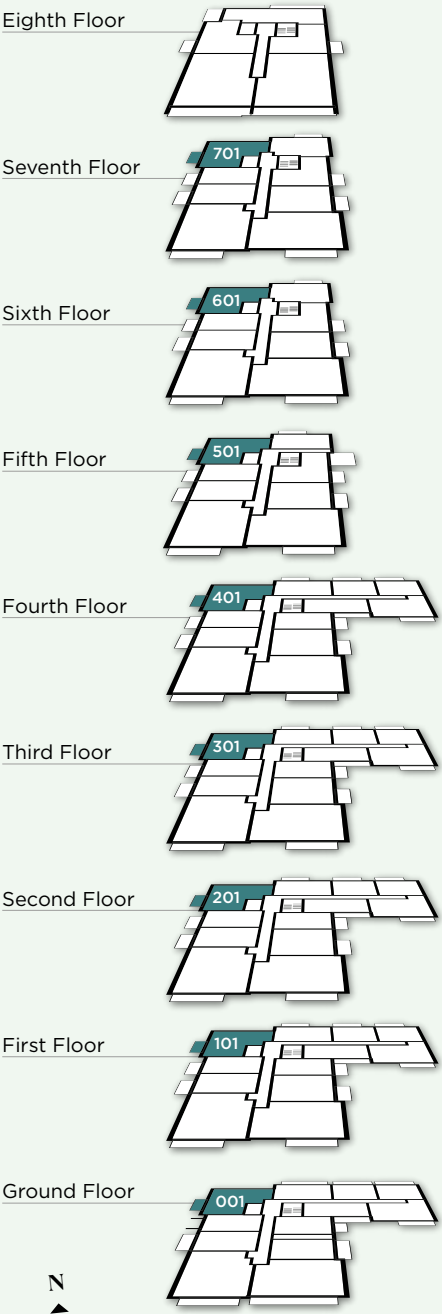 Eighth Floor
701
Seventh Floor
601
Sixth Floor
501
Fifth Floor
401
Fourth Floor
301
Third Floor
201
Second Floor
101
First Floor
001
Ground Floor
N